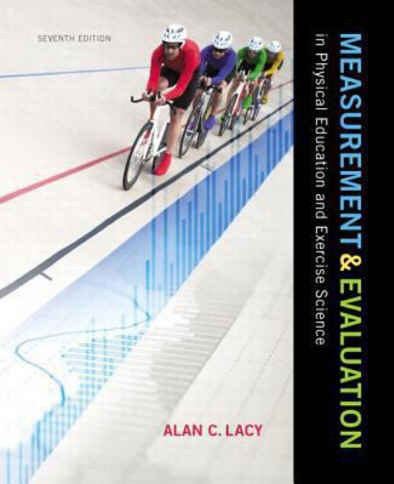 SEVENTH EDITION
MEASUREMENT & EVALUATION
in Physical Education and Exercise Science
ALAN C. LACY